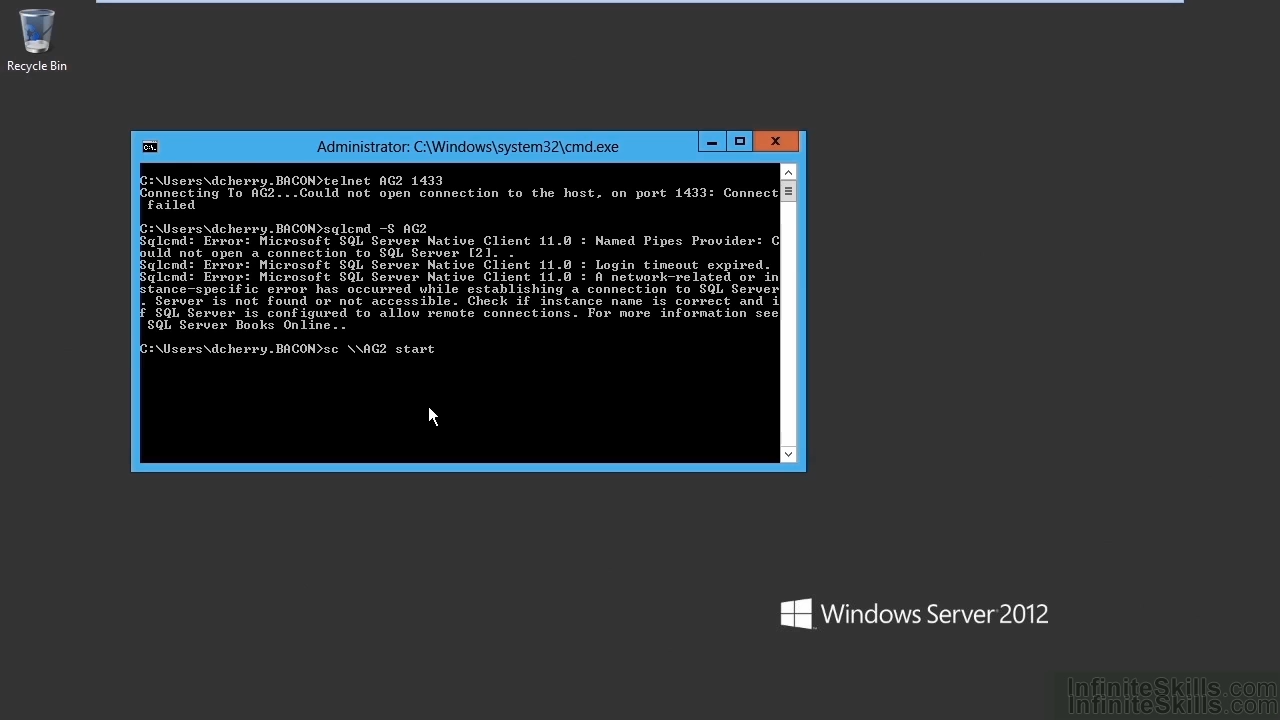 Recycle Bin
Administrator: C:\Windows\system32\cmd.exe
C:\Users\dcherry.BACON>telnet AG2 1433
Connecting To AG2...Could not open connection to the host, on port 1433: Connect
 failed
C:\Users\dcherry.BACON>sqlcmd -S AG2
Sqlcmd: Error: Microsoft SQL Server Native Client 11.0 : Named Pipes Provider: C
ould not open a connection to SQL Server [2]. .
Sqlcmd: Error: Microsoft SQL Server Native Client 11.0 : Login timeout expired.
Sqlcmd: Error: Microsoft SQL Server Native Client 11.0 : A network-related or in
stance-specific error has occurred while establishing a connection to SQL Server
. Server is not found or not accessible. Check if instance name is correct and i
f SQL Server is configured to allow remote connections. For more information see
 SQL Server Books Online..
C:\Users\dcherry.BACON>sc \\AG2 start
Windows Server 2012
InfiniteSkills.com
InfiniteSkills.com